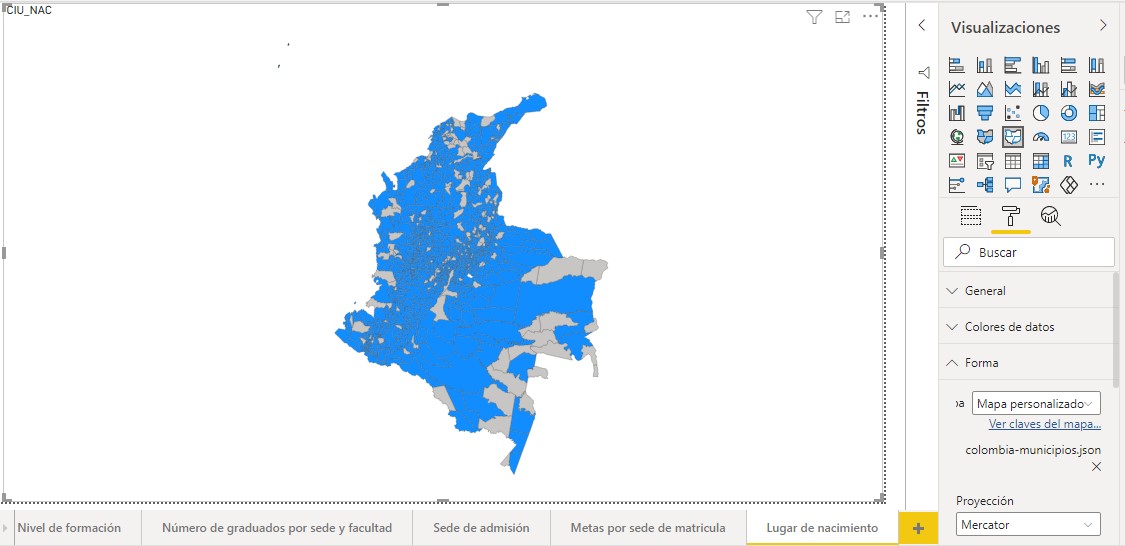 CIU_NAC
Filtros
Visualizaciones
123
R
Py
Buscar
General
Colores de datos
Forma
Mapa personalizado
Ver claves del mapa...
colombia-municipios.json
Proyección
Mercator
Nivel de formación
Número de graduados por sede y facultad
Sede de admisión
Metas por sede de matricula
Lugar de nacimiento
+